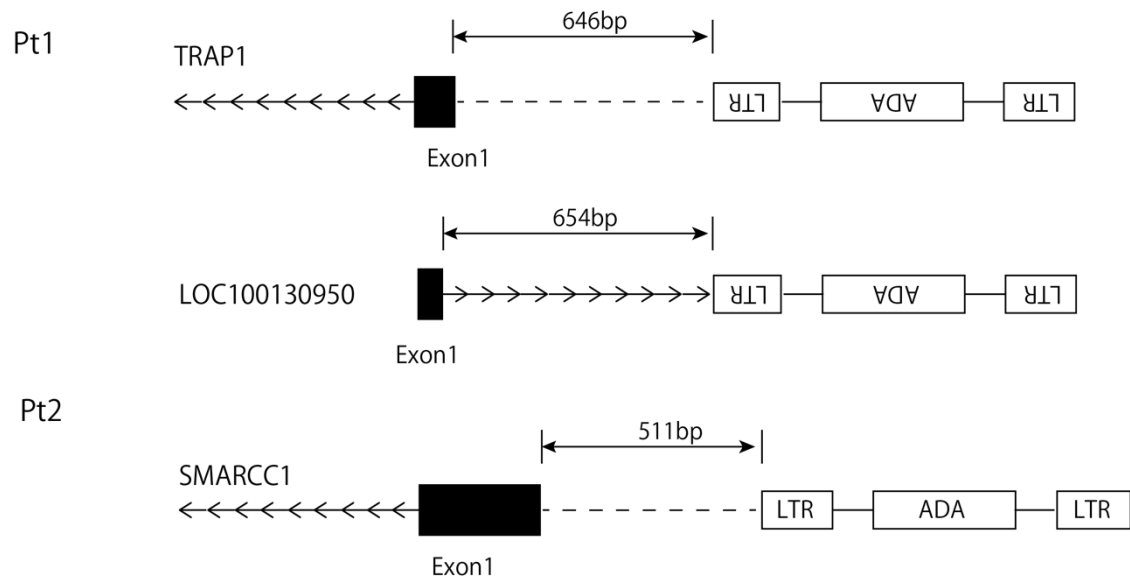 Pt1
646bp
TRAP1
LTR ADA LTR
Exon1
654bp
LOC100130950
LTR ADA LTR
Exon1
Pt2
511bp
SMARCC1
LTR ADA LTR
Exon1